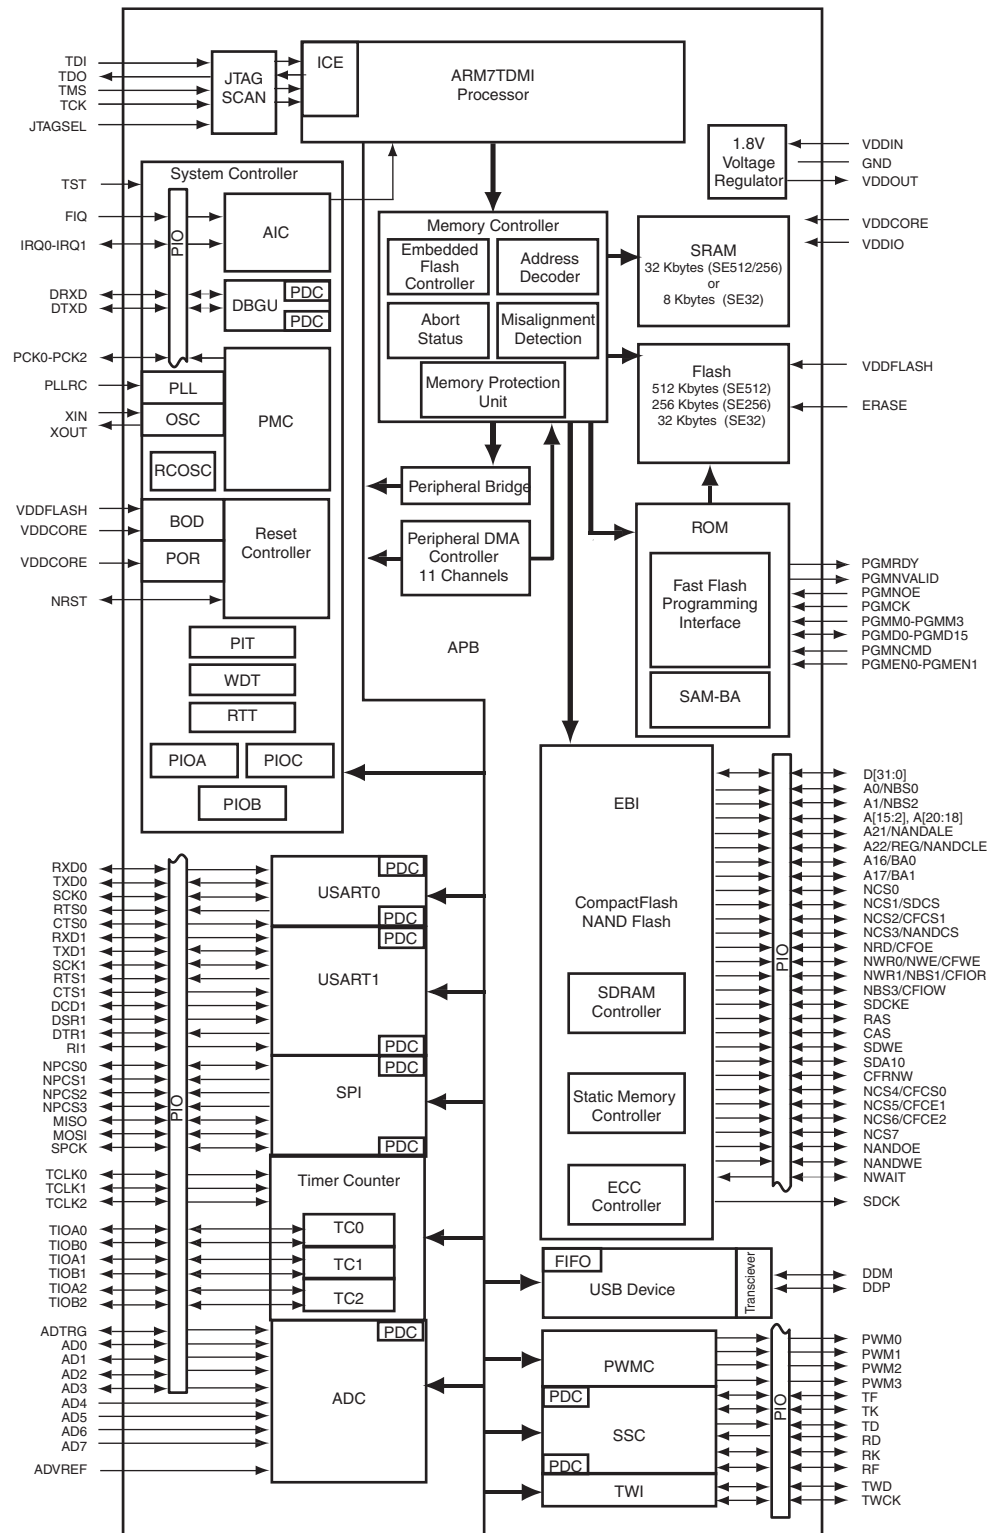 TDI
TDO
TMS
TCK
JTAGSEL
JTAG
SCAN
ICE
ARM7TDMI
Processor
1.8V
Voltage
Regulator
VDDIN
GND
VDDOUT
VDDCORE
VDDIO
System Controller
TST
FIQ
IRQ0-IRQ1
PIO
AIC
DRXD
DTXD
DBGU
PDC
PDC
PCK0-PCK2
PLLRC
PLL
XIN
XOUT
OSC
PMC
RCOSC
VDDFLASH
VDDCORE
BOD
VDDCORE
POR
Reset
Controller
NRST
PIT
WDT
RTT
PIOA
PIOC
PIOB
Memory Controller
Embedded
Flash
Controller
Address
Decoder
Abort
Status
Misalignment
Detection
Memory Protection
Unit
Peripheral Bridge
Peripheral DMA
Controller
11 Channels
APB
SRAM
32 Kbytes (SE512/256)
or
8 Kbytes (SE32)
Flash
512 Kbytes (SE512)
256 Kbytes (SE256)
32 Kbytes (SE32)
VDDFLASH
ERASE
ROM
Fast Flash
Programming
Interface
SAM-BA
PGMRDY
PGMNVALID
PGMNOE
PGMCK
PGMM0-PGMM3
PGMD0-PGMD15
PGMNCMD
PGMEN0-PGMEN1
EBI
CompactFlash
NAND Flash
SDRAM
Controller
Static Memory
Controller
ECC
Controller
PIO
D[31:0]
A0/NBS0
A1/NBS2
A[15:2], A[20:18]
A21/NANDALE
A22/REG/NANDCLE
A16/BA0
A17/BA1
NCS0
NCS1/SDCS
NCS2/CFCS1
NCS3/NANDCS
NRD/CFOE
NWR0/NWE/CFWE
NWR1/NBS1/CFIOR
NBS3/CFIOW
SDCKE
RAS
CAS
SDWE
SDA10
CFRNW
NCS4/CFCS0
NCS5/CFCE1
NCS6/CFCE2
NCS7
NANDOE
NANDWE
NWAIT
SDCK
RXD0
TXD0
SCK0
RTS0
CTS0
RXD1
TXD1
SCK1
RTS1
CTS1
DCD1
DSR1
DTR1
RI1
NPCS0
NPCS1
NPCS2
NPCS3
MISO
MOSI
SPCK
TCLK0
TCLK1
TCLK2
TIOA0
TIOB0
TIOA1
TIOB1
TIOA2
TIOB2
ADTRG
AD0
AD1
AD2
AD3
AD4
AD5
AD6
AD7
ADVREF
PIO
PDC
USART0
PDC
PDC
USART1
PDC
PDC
SPI
PDC
Timer Counter
TC0
TC1
TC2
PDC
ADC
FIFO
USB Device
Transciever
DDM
DDP
PWMC
PDC
SSC
PDC
TWI
PIO
PWM0
PWM1
PWM2
PWM3
TF
TK
TD
RD
RK
RF
TWD
TWCK